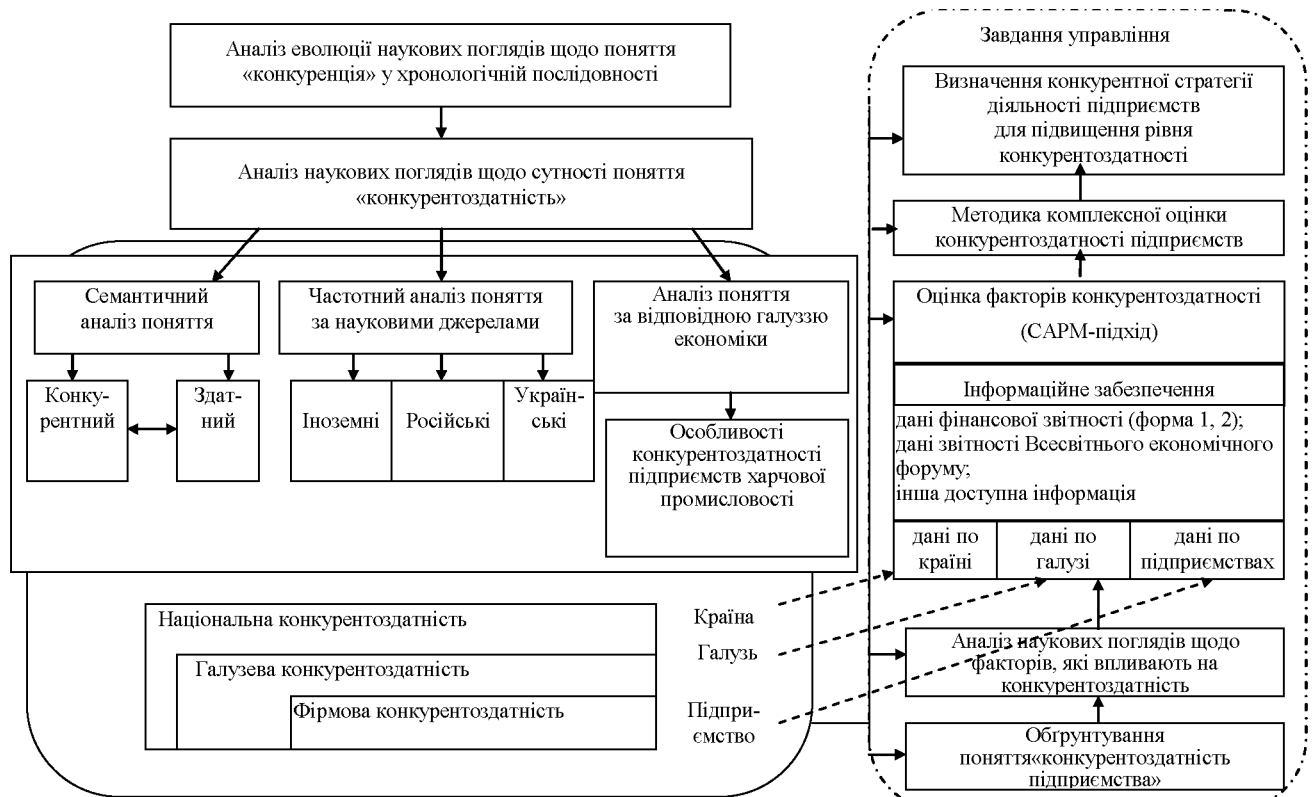 Аналіз еволюції наукових поглядів щодо поняття
«конкуренція» у хронологічній послідовності
Аналіз наукових поглядів щодо сутності поняття
«конкурентоздатність»
Семантичний
аналіз поняття
Частотний аналіз поняття
за науковими джерелами
Аналіз поняття
за відповідною галуззю
економіки
Конку-
рентний
Здат-
ний
Іноземні
Російські
Україн-
ські
Особливості
конкурентоздатності
підприємств харчової
промисловості
Національна конкурентоздатність
Галузева конкурентоздатність
Фірмова конкурентоздатність
Країна
Галузь
Підпри-
ємство
Завдання управління
Визначення конкурентної стратегії
діяльності підприємств
для підвищення рівня
конкурентоздатності
Методика комплексної оцінки
конкурентоздатності підприємств
Оцінка факторів конкурентоздатності
(САРМ-підхід)
Інформаційне забезпечення
дані фінансової звітності (форма 1, 2);
дані звітності Всесвітнього економічного
форуму;
інша доступна інформація
дані по
країні
дані по
галузі
дані по
підприємствах
Аналіз наукових поглядів щодо
факторів, які впливають на
конкурентоздатність
Обґрунтування
поняття«конкурентоздатність
підприємства»